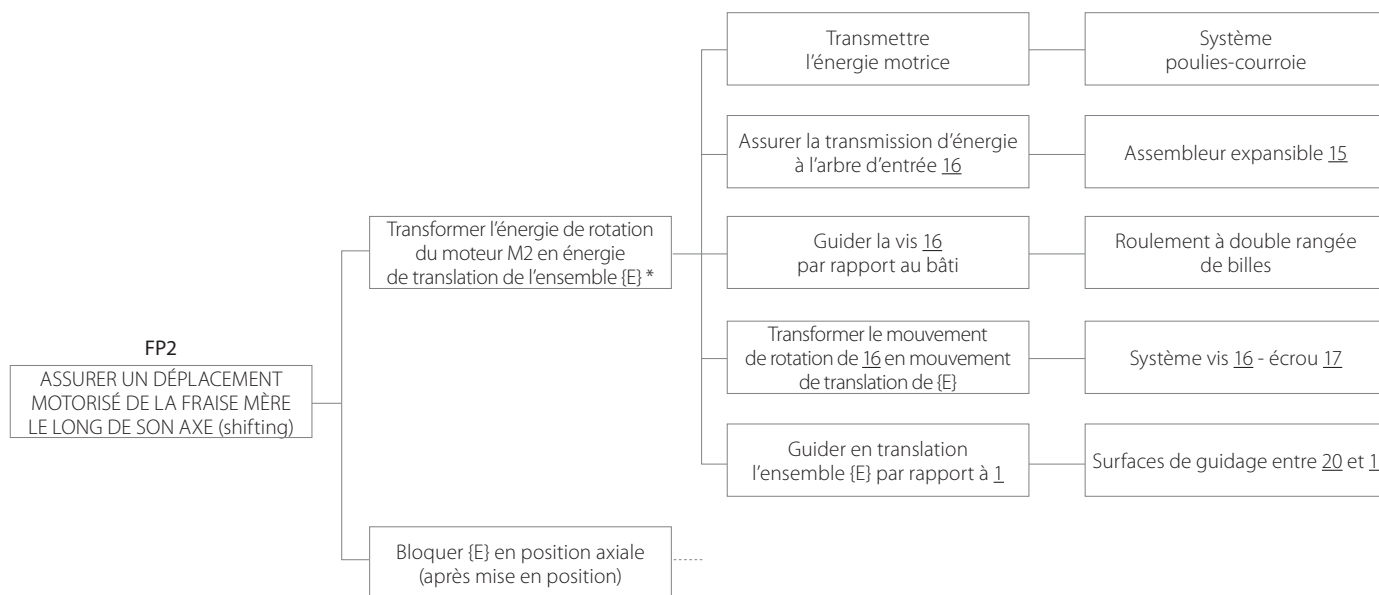 FP2
ASSURER UN DÉPLACEMENT
MOTORISÉ DE LA FRAISE MÈRE
LE LONG DE SON AXE (shifting)
Transformer l'énergie de rotation
du moteur M2 en énergie
de translation de l'ensemble {E} *
Transmettre
l'énergie motrice
Système
poulies-courroie
Assurer la transmission d'énergie
à l'arbre d'entrée 16
Assembleur expansible 15
Guider la vis 16
par rapport au bâti
Roulement à double rangée
de billes
Transformer le mouvement
de rotation de 16 en mouvement
de translation de {E}
Système vis 16 - écrou 17
Guider en translation
l'ensemble {E} par rapport à 1
Surfaces de guidage entre 20 et 1
Bloquer {E} en position axiale
(après mise en position)